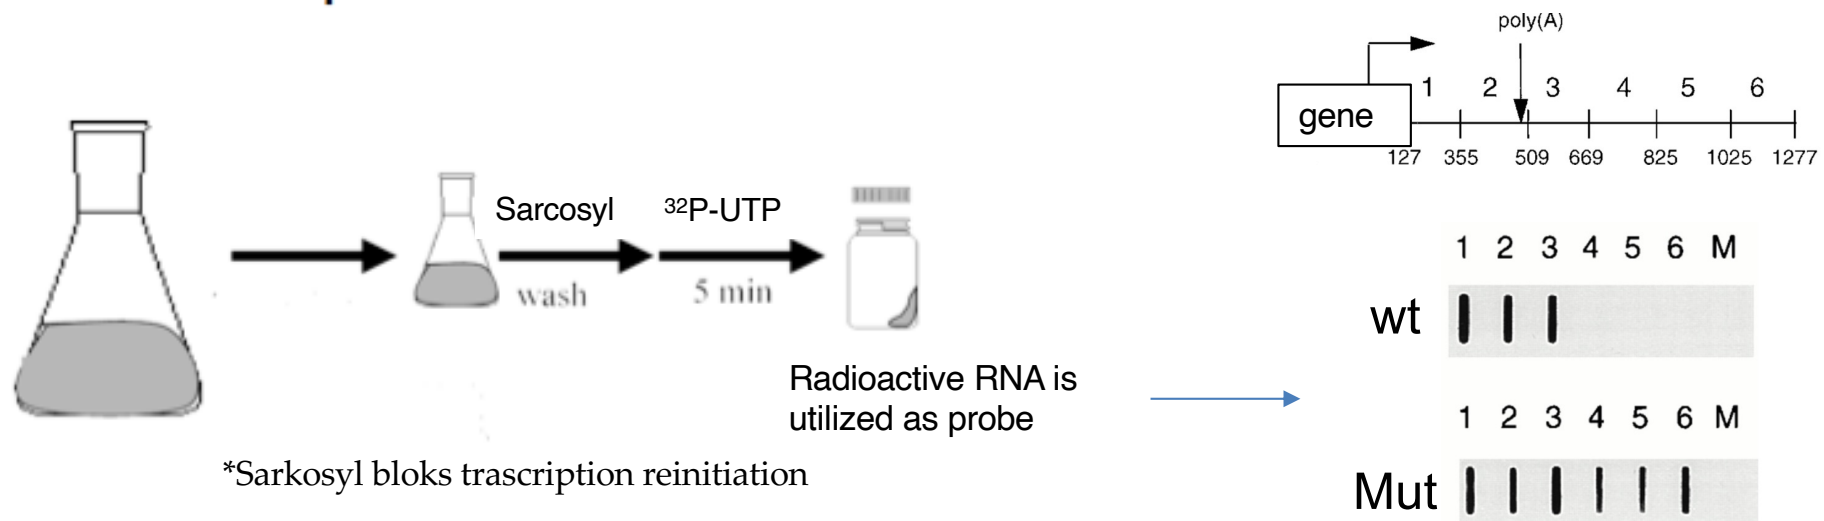 poly(A)
1 2 3 4 5 6
gene
127 355 509 669 825 1025 1277
Sarcosyl
wash
32P-UTP
5 min
Radioactive RNA is
utilized as probe
*Sarkosyl bloks trascription reinitiation
1 2 3 4 5 6 M
wt
1 2 3 4 5 6 M
Mut